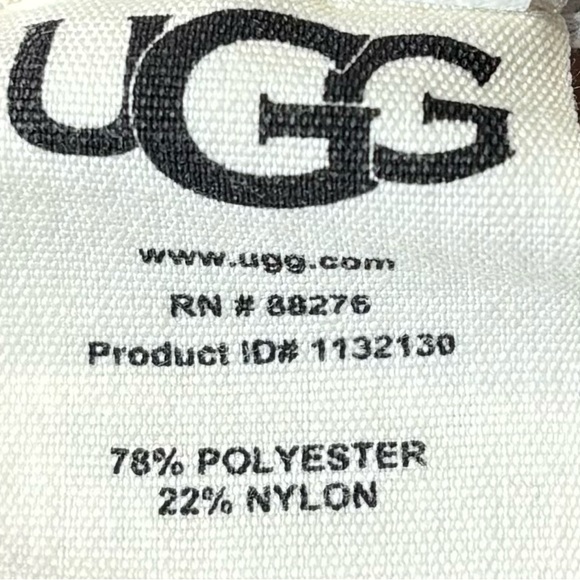 UGG
www.ugg.com
RN # 88276
Product ID# 1132130
78% POLYESTER
22% NYLON